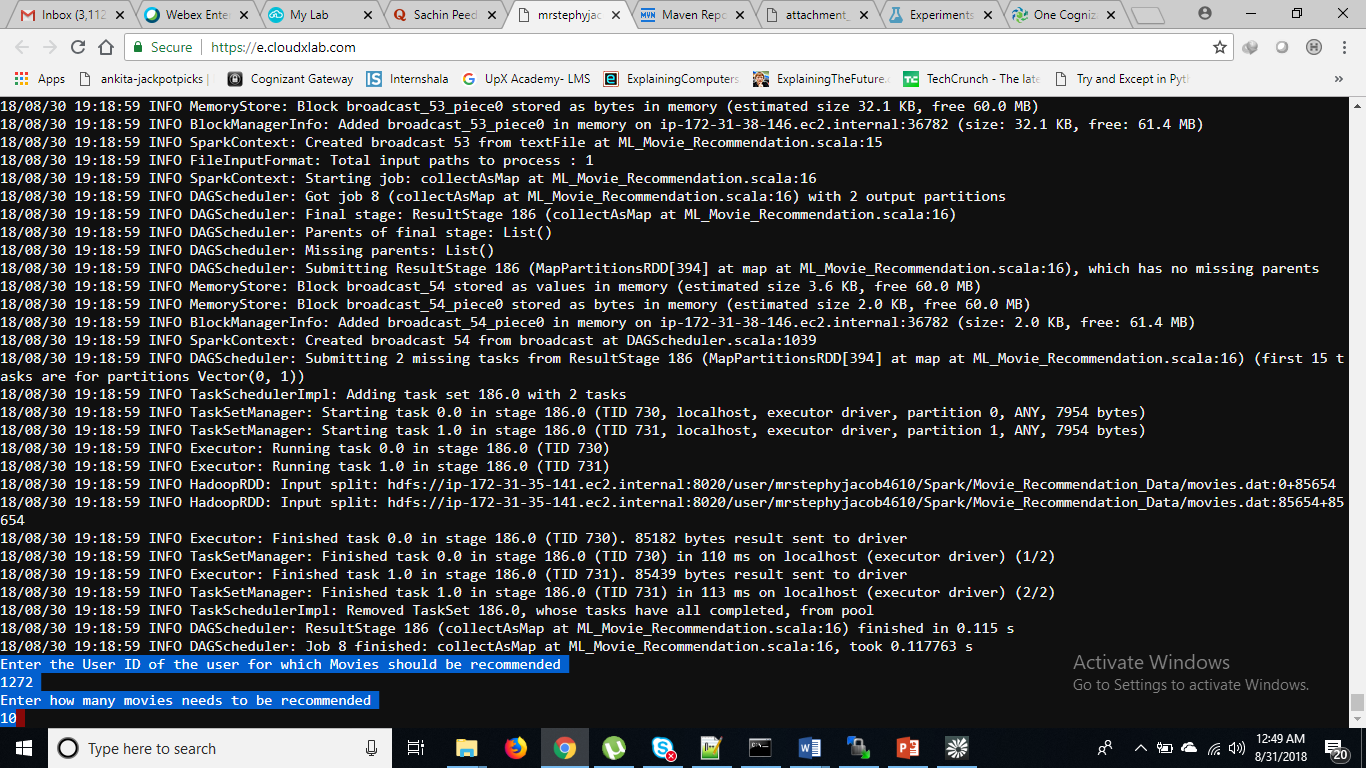 Inbox (3,112
Webex Ente
My Lab
Sachin Peed
mrstephyjac
Maven Repo
attachment_
Experiments
One Cogniz
Secure
https://e.cloudxlab.com
Apps
ankita-jackpotpicks |
Cognizant Gateway
Internshala
UpX Academy- LMS
ExplainingComputers
ExplainingTheFuture.
TechCrunch - The late
Try and Except in Pyt
»
18/08/30 19:18:59 INFO MemoryStore: Block broadcast_53_piece0 stored as bytes in memory (estimated size 32.1 KB, free 60.0 MB)
18/08/30 19:18:59 INFO BlockManagerInfo: Added broadcast_53_piece0 in memory on ip-172-31-38-146.ec2.internal:36782 (size: 32.1 KB, free: 61.4 MB)
18/08/30 19:18:59 INFO SparkContext: Created broadcast 53 from textFile at ML_Movie_Recommendation.scala:15
18/08/30 19:18:59 INFO FileInputFormat: Total input paths to process : 1
18/08/30 19:18:59 INFO SparkContext: Starting job: collectAsMap at ML_Movie_Recommendation.scala:16
18/08/30 19:18:59 INFO DAGScheduler: Got job 8 (collectAsMap at ML_Movie_Recommendation.scala:16) with 2 output partitions
18/08/30 19:18:59 INFO DAGScheduler: Final stage: ResultStage 186 (collectAsMap at ML_Movie_Recommendation.scala:16)
18/08/30 19:18:59 INFO DAGScheduler: Parents of final stage: List()
18/08/30 19:18:59 INFO DAGScheduler: Missing parents: List()
18/08/30 19:18:59 INFO DAGScheduler: Submitting ResultStage 186 (MapPartitionsRDD[394] at map at ML_Movie_Recommendation.scala:16), which has no missing parents
18/08/30 19:18:59 INFO MemoryStore: Block broadcast_54 stored as values in memory (estimated size 3.6 KB, free 60.0 MB)
18/08/30 19:18:59 INFO MemoryStore: Block broadcast_54_piece0 stored as bytes in memory (estimated size 2.0 KB, free 60.0 MB)
18/08/30 19:18:59 INFO BlockManagerInfo: Added broadcast_54_piece0 in memory on ip-172-31-38-146.ec2.internal:36782 (size: 2.0 KB, free: 61.4 MB)
18/08/30 19:18:59 INFO SparkContext: Created broadcast 54 from broadcast at DAGScheduler.scala:1039
18/08/30 19:18:59 INFO DAGScheduler: Submitting 2 missing tasks from ResultStage 186 (MapPartitionsRDD[394] at map at ML_Movie_Recommendation.scala:16) (first 15 t
asks are for partitions Vector(0, 1))
18/08/30 19:18:59 INFO TaskSchedulerImpl: Adding task set 186.0 with 2 tasks
18/08/30 19:18:59 INFO TaskSetManager: Starting task 0.0 in stage 186.0 (TID 730, localhost, executor driver, partition 0, ANY, 7954 bytes)
18/08/30 19:18:59 INFO TaskSetManager: Starting task 1.0 in stage 186.0 (TID 731, localhost, executor driver, partition 1, ANY, 7954 bytes)
18/08/30 19:18:59 INFO Executor: Running task 0.0 in stage 186.0 (TID 730)
18/08/30 19:18:59 INFO Executor: Running task 1.0 in stage 186.0 (TID 731)
18/08/30 19:18:59 INFO HadoopRDD: Input split: hdfs://ip-172-31-35-141.ec2.internal:8020/user/mrstephyjacob4610/Spark/Movie_Recommendation_Data/movies.dat:0+85654
18/08/30 19:18:59 INFO HadoopRDD: Input split: hdfs://ip-172-31-35-141.ec2.internal:8020/user/mrstephyjacob4610/Spark/Movie_Recommendation_Data/movies.dat:85654+85
654
18/08/30 19:18:59 INFO Executor: Finished task 0.0 in stage 186.0 (TID 730). 85182 bytes result sent to driver
18/08/30 19:18:59 INFO TaskSetManager: Finished task 0.0 in stage 186.0 (TID 730) in 110 ms on localhost (executor driver) (1/2)
18/08/30 19:18:59 INFO Executor: Finished task 1.0 in stage 186.0 (TID 731). 85439 bytes result sent to driver
18/08/30 19:18:59 INFO TaskSetManager: Finished task 1.0 in stage 186.0 (TID 731) in 113 ms on localhost (executor driver) (2/2)
18/08/30 19:18:59 INFO TaskSchedulerImpl: Removed TaskSet 186.0, whose tasks have all completed, from pool
18/08/30 19:18:59 INFO DAGScheduler: ResultStage 186 (collectAsMap at ML_Movie_Recommendation.scala:16) finished in 0.115 s
18/08/30 19:18:59 INFO DAGScheduler: Job 8 finished: collectAsMap at ML_Movie_Recommendation.scala:16, took 0.117763 s
Enter the User ID of the user for which Movies should be recommended
1272
Enter how many movies needs to be recommended
10
Activate Windows
Go to Settings to activate Windows.
Type here to search
12:49 AM
8/31/2018
20